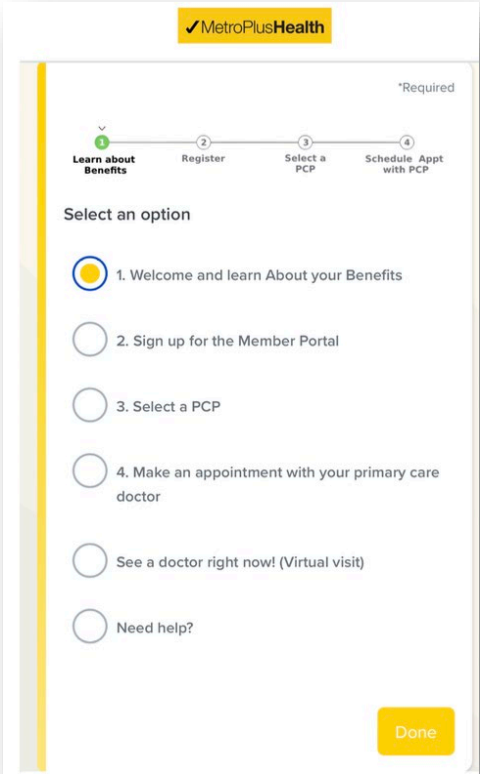 ✓MetroPlusHealth
*Required
1 2 3 4
Learn about Register Select a Schedule Appt
Benefits PCP with PCP
Select an option
1. Welcome and learn About your Benefits
2. Sign up for the Member Portal
3. Select a PCP
4. Make an appointment with your primary care
doctor
See a doctor right now! (Virtual visit)
Need help?
Done